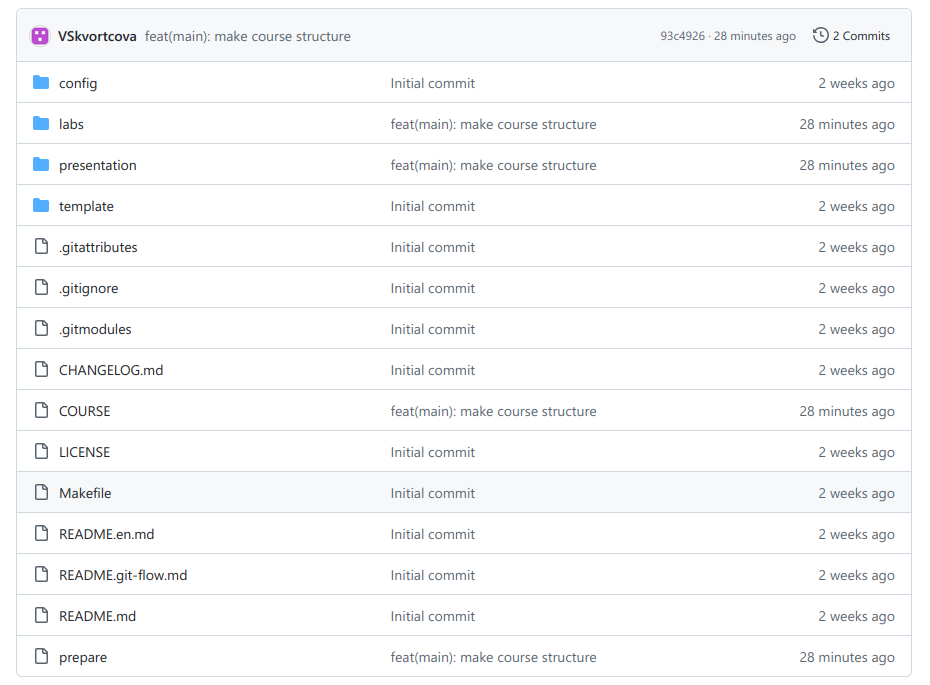 VSkvortcova feat(main): make course structure 93c4926 · 28 minutes ago 2 Commits
config Initial commit 2 weeks ago
labs feat(main): make course structure 28 minutes ago
presentation feat(main): make course structure 28 minutes ago
template Initial commit 2 weeks ago
.gitattributes Initial commit 2 weeks ago
.gitignore Initial commit 2 weeks ago
.gitmodules Initial commit 2 weeks ago
CHANGELOG.md Initial commit 2 weeks ago
COURSE feat(main): make course structure 28 minutes ago
LICENSE Initial commit 2 weeks ago
Makefile Initial commit 2 weeks ago
README.en.md Initial commit 2 weeks ago
README.git-flow.md Initial commit 2 weeks ago
README.md Initial commit 2 weeks ago
prepare feat(main): make course structure 28 minutes ago